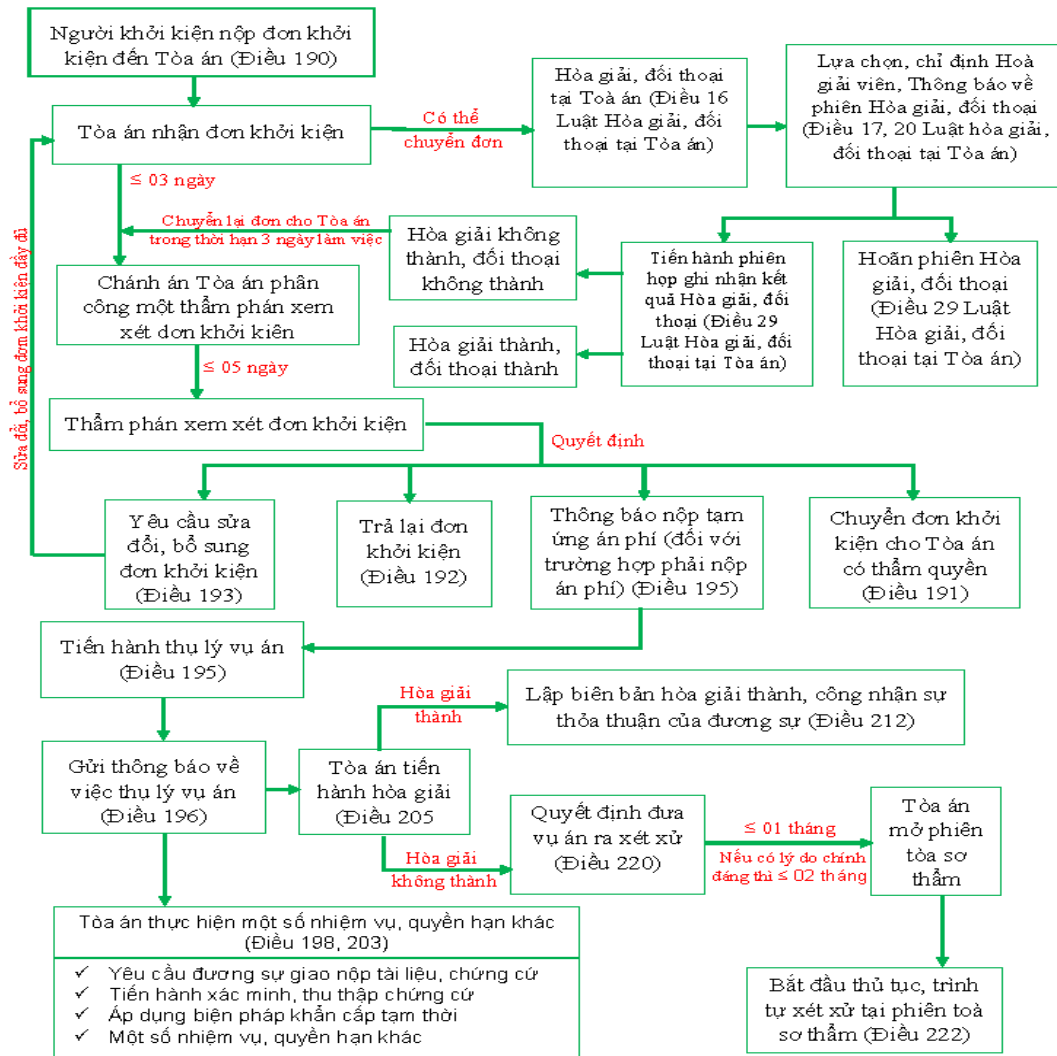 Người khởi kiện nộp đơn khởi
kiện đến Tòa án (Điều 190)
Tòa án nhận đơn khởi kiện
Có thể
chuyển đơn
Hòa giải, đối thoại
tại Toà án (Điều 16
Luật Hòa giải, đối
thoại tại Tòa án)
Lựa chọn, chỉ định Hoà
giải viên, Thông báo về
phiên Hòa giải, đối thoại
(Điều 17, 20 Luật hòa giải,
đối thoại tại Tòa án)
≤ 03 ngày
Chuyển lại đơn cho Tòa án
trong thời hạn 3 ngày làm việc
Hòa giải không
thành, đối thoại
không thành
Tiến hành phiên
họp ghi nhận kết
quả Hòa giải, đối
thoại (Điều 29
Luật Hòa giải, đối
thoại tại Tòa án)
Hoãn phiên Hòa
giải, đối thoại
(Điều 29 Luật
Hòa giải, đối
thoại tại Tòa án)
Chánh án Tòa án phân
công một thẩm phán xem
xét dơn khởi kiên
Hòa giải thành,
đối thoại thành
≤ 05 ngày
Sửa đổi, bổ sung đơn khởi kiện đầy đủ
Thẩm phán xem xét đơn khởi kiện
Quyết định
Yêu cầu sửa
đổi, bổ sung
đơn khởi kiện
(Điều 193)
Trả lại đơn
khởi kiện
(Điều 192)
Thông báo nộp tạm
ứng án phí (đối với
trường hợp phải nộp
án phí) (Điều 195)
Chuyển đơn khởi
kiện cho Tòa án
có thẩm quyền
(Điều 191)
Tiến hành thụ lý vụ án
(Điều 195)
Hòa giải
thành
Lập biên bản hòa giải thành, công nhận sự
thỏa thuận của đương sự (Điều 212)
Gửi thông báo về
việc thụ lý vụ án
(Điều 196)
Tòa án tiến
hành hòa giải
(Điều 205
Hòa giải
không thành
Quyết định đưa
vụ án ra xét xử
(Điều 220)
≤ 01 tháng
Nếu có lý do chính
đáng thì ≤ 02 tháng
Tòa án
mở phiên
tòa sơ
thẩm
Tòa án thực hiện một số nhiệm vụ, quyền hạn khác
(Điều 198, 203)
✓ Yêu cầu đương sự giao nộp tài liệu, chứng cứ
✓ Tiến hành xác minh, thu thập chứng cứ
✓ Áp dụng biện pháp khẩn cấp tạm thời
✓ Một số nhiệm vụ, quyền hạn khác
Bắt đầu thủ tục, trình
tự xét xử tại phiên toà
sơ thẩm (Điều 222)